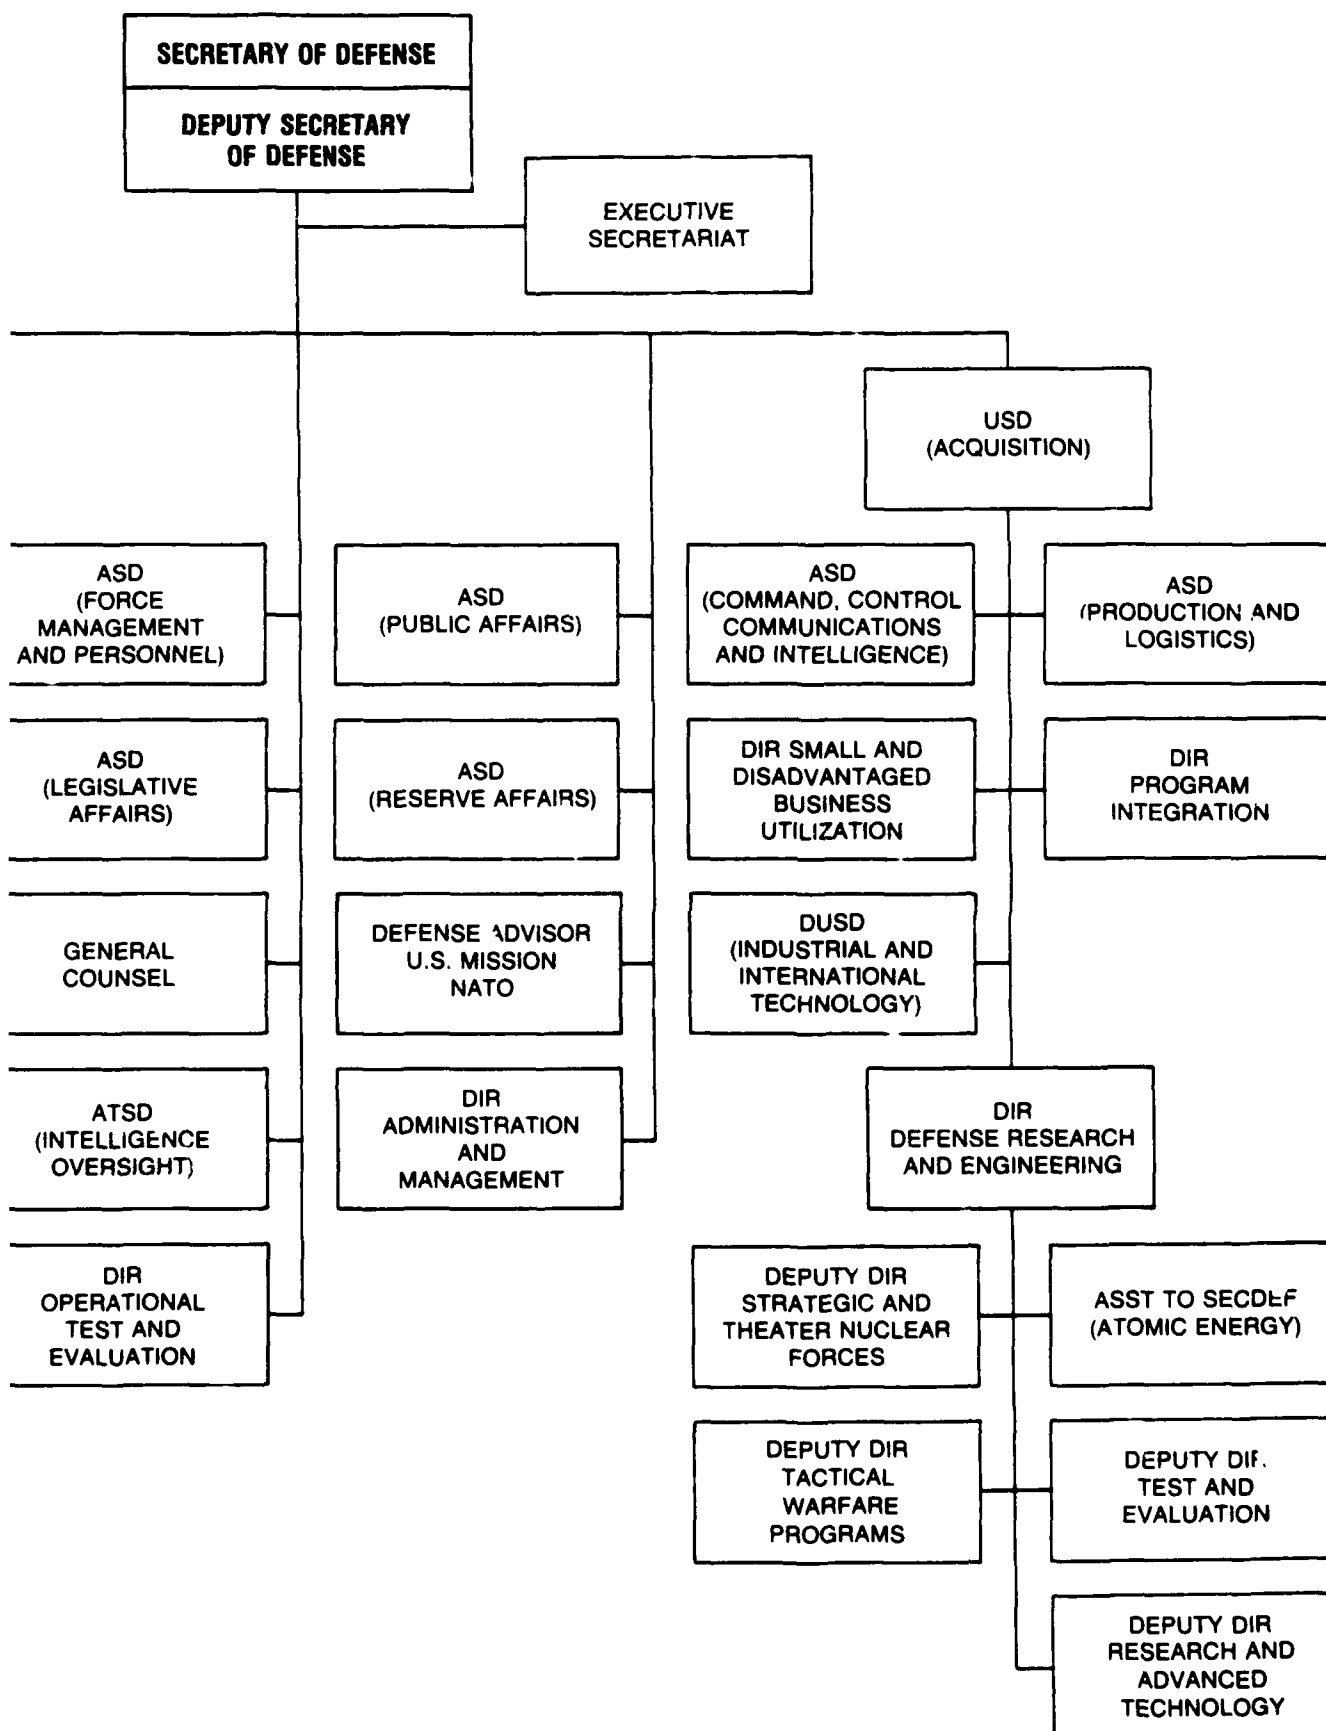 SECRETARY OF DEFENSE
DEPUTY SECRETARY
OF DEFENSE
EXECUTIVE
SECRETARIAT
USD
(ACQUISITION)
ASD
(FORCE
MANAGEMENT
AND PERSONNEL)
ASD
(PUBLIC AFFAIRS)
ASD
(COMMAND, CONTROL
COMMUNICATIONS
AND INTELLIGENCE)
ASD
(PRODUCTION AND
LOGISTICS)
ASD
(LEGISLATIVE
AFFAIRS)
ASD
(RESERVE AFFAIRS)
DIR SMALL AND
DISADVANTAGED
BUSINESS
UTILIZATION
DIR
PROGRAM
INTEGRATION
GENERAL
COUNSEL
DEFENSE ADVISOR
U.S. MISSION
NATO
DUSD
(INDUSTRIAL AND
INTERNATIONAL
TECHNOLOGY)
ATSD
(INTELLIGENCE
OVERSIGHT)
DIR
ADMINISTRATION
AND
MANAGEMENT
DIR
DEFENSE RESEARCH
AND ENGINEERING
DIR
OPERATIONAL
TEST AND
EVALUATION
DEPUTY DIR
STRATEGIC AND
THEATER NUCLEAR
FORCES
ASST TO SECDEF
(ATOMIC ENERGY)
DEPUTY DIR
TACTICAL
WARFARE
PROGRAMS
DEPUTY DIR.
TEST AND
EVALUATION
DEPUTY DIR
RESEARCH AND
ADVANCED
TECHNOLOGY